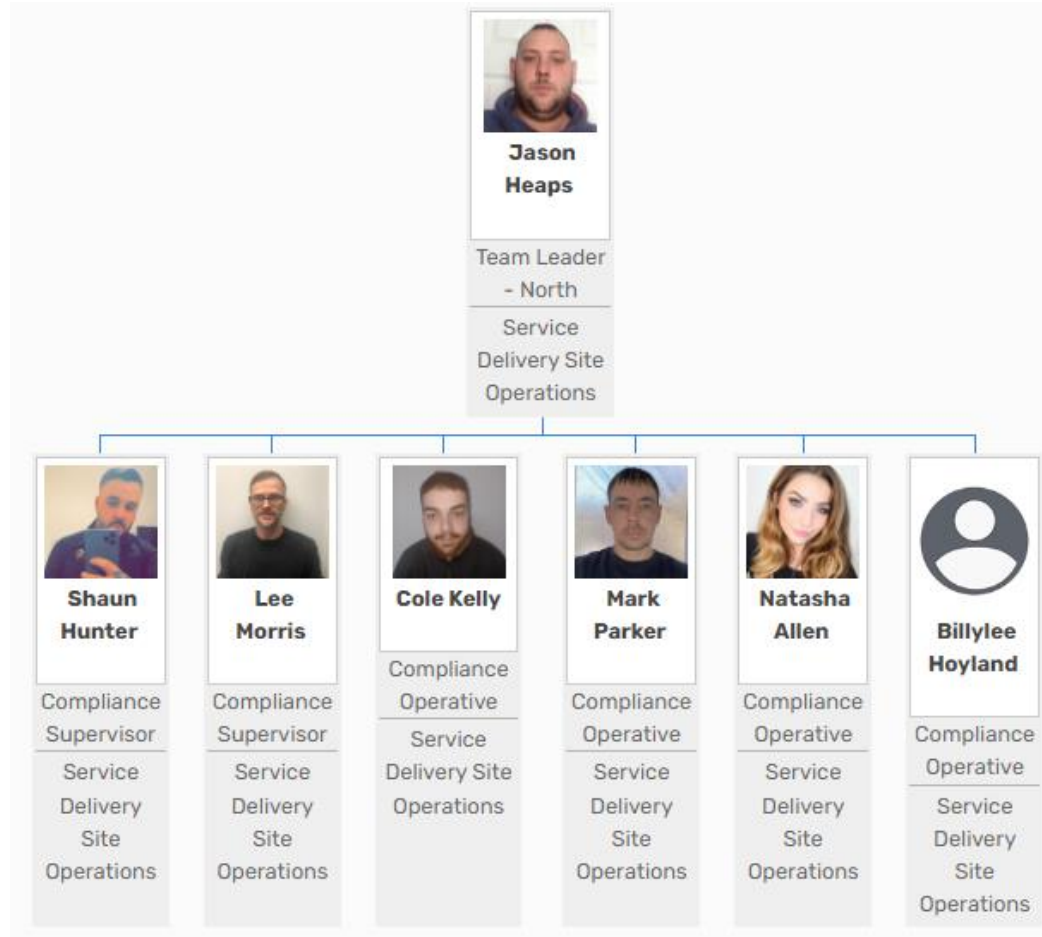 Jason
Heaps
Team Leader
- North
Service
Delivery Site
Operations
Shaun
Hunter
Compliance
Supervisor
Service
Delivery
Site
Operations
Lee
Morris
Compliance
Supervisor
Service
Delivery
Site
Operations
Cole Kelly
Compliance
Operative
Service
Delivery Site
Operations
Mark
Parker
Compliance
Operative
Service
Delivery
Site
Operations
Natasha
Allen
Compliance
Operative
Service
Delivery
Site
Operations
Billylee
Hoyland
Compliance
Operative
Service
Delivery
Site
Operations